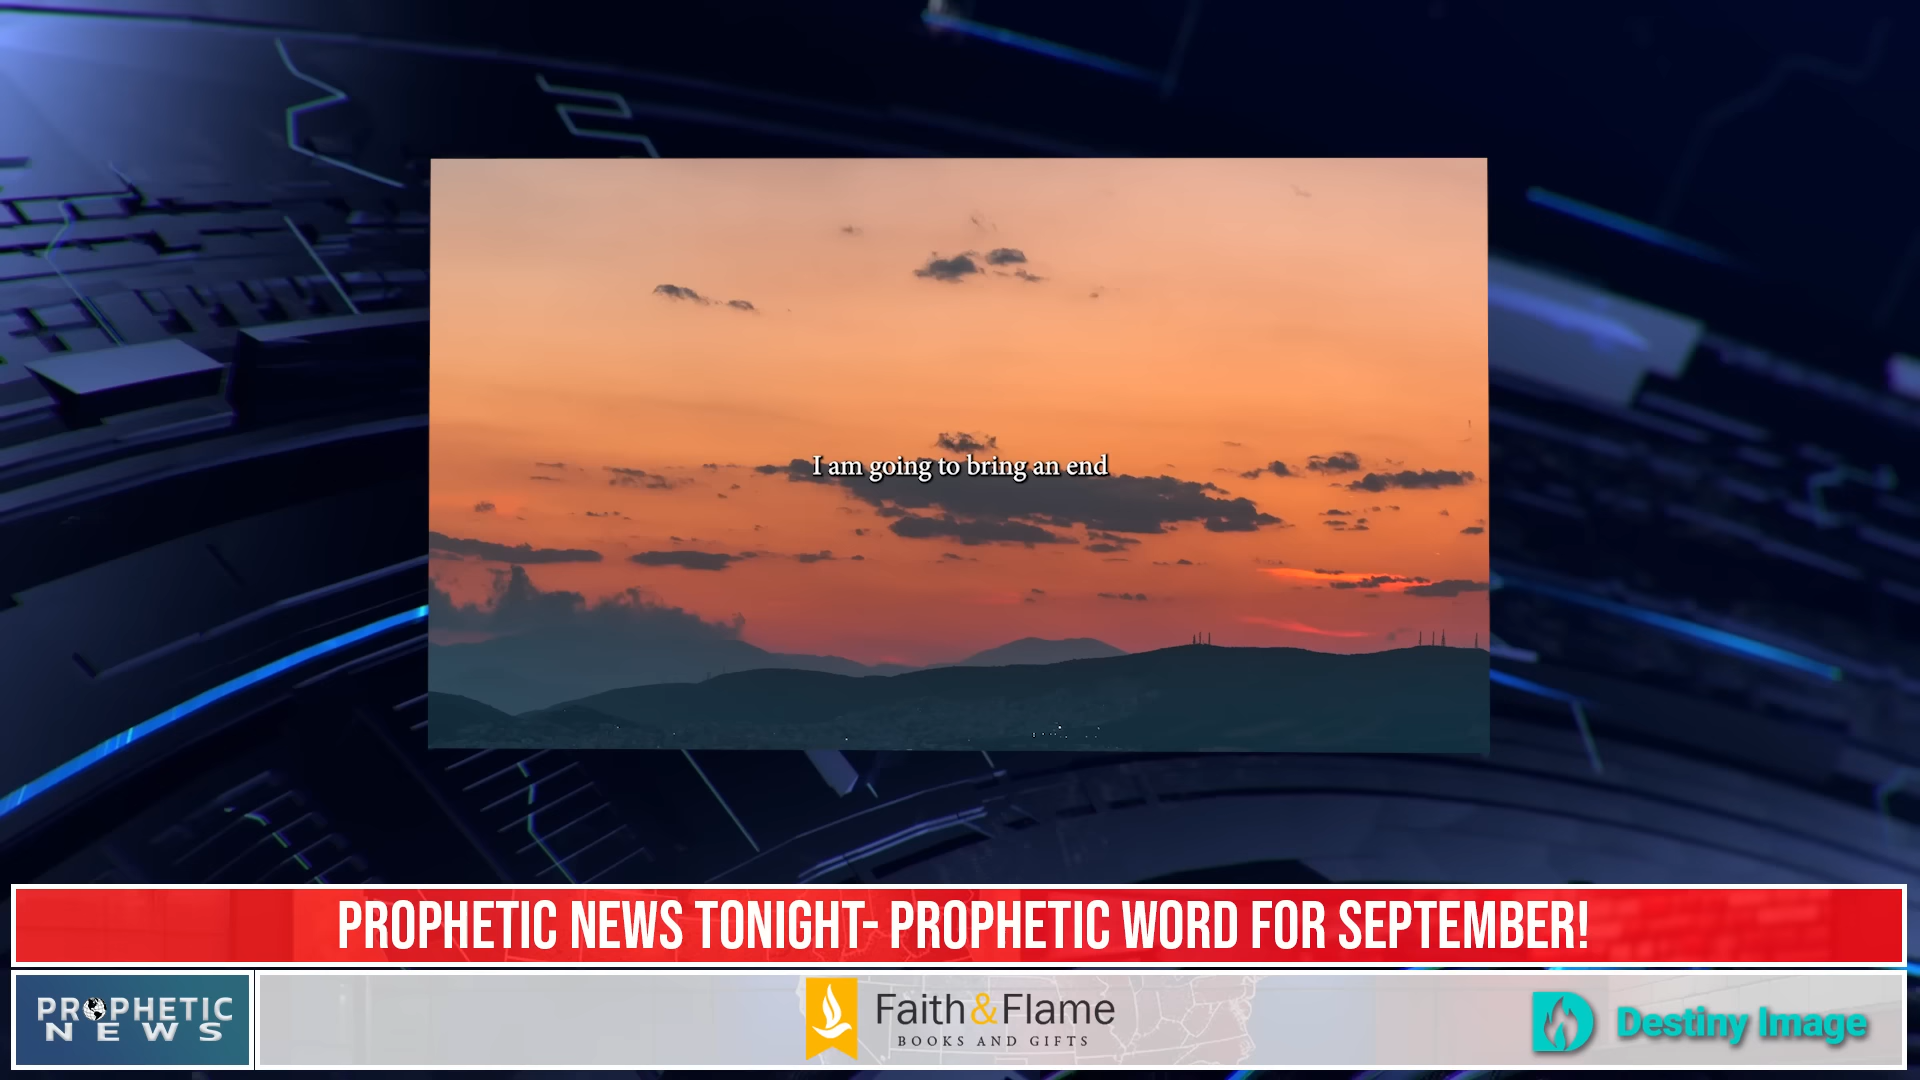 I am going to bring an end
PROPHETIC NEWS TONIGHT- PROPHETIC WORD FOR SEPTEMBER!
PROPHETIC
NEWS
Faith&Flame
BOOKS AND GIFTS
Destiny Image